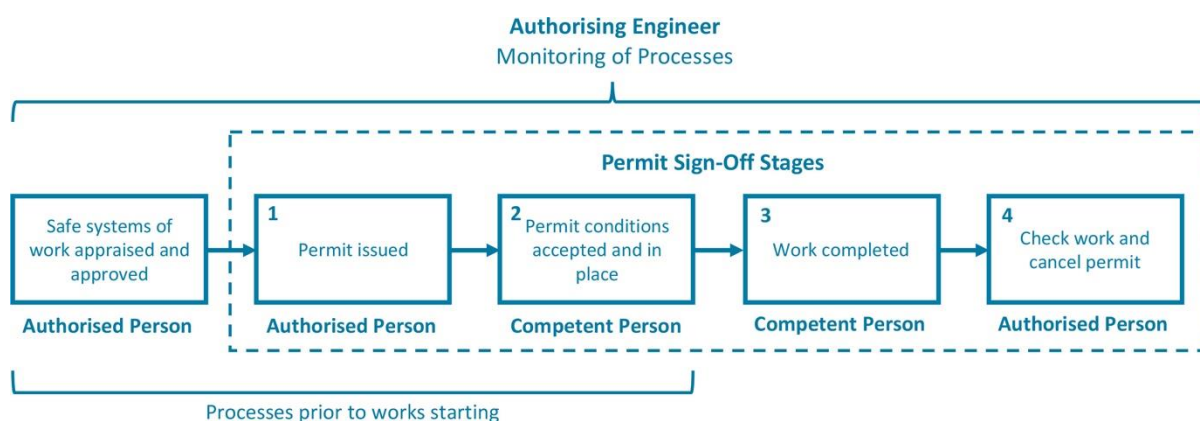 Authorising Engineer
Monitoring of Processes
Permit Sign-Off Stages
Safe systems of
work appraised and
approved
Authorised Person
1
Permit issued
Authorised Person
2
Permit conditions
accepted and in
place
Competent Person
3
Work completed
Competent Person
4
Check work and
cancel permit
Authorised Person
Processes prior to works starting